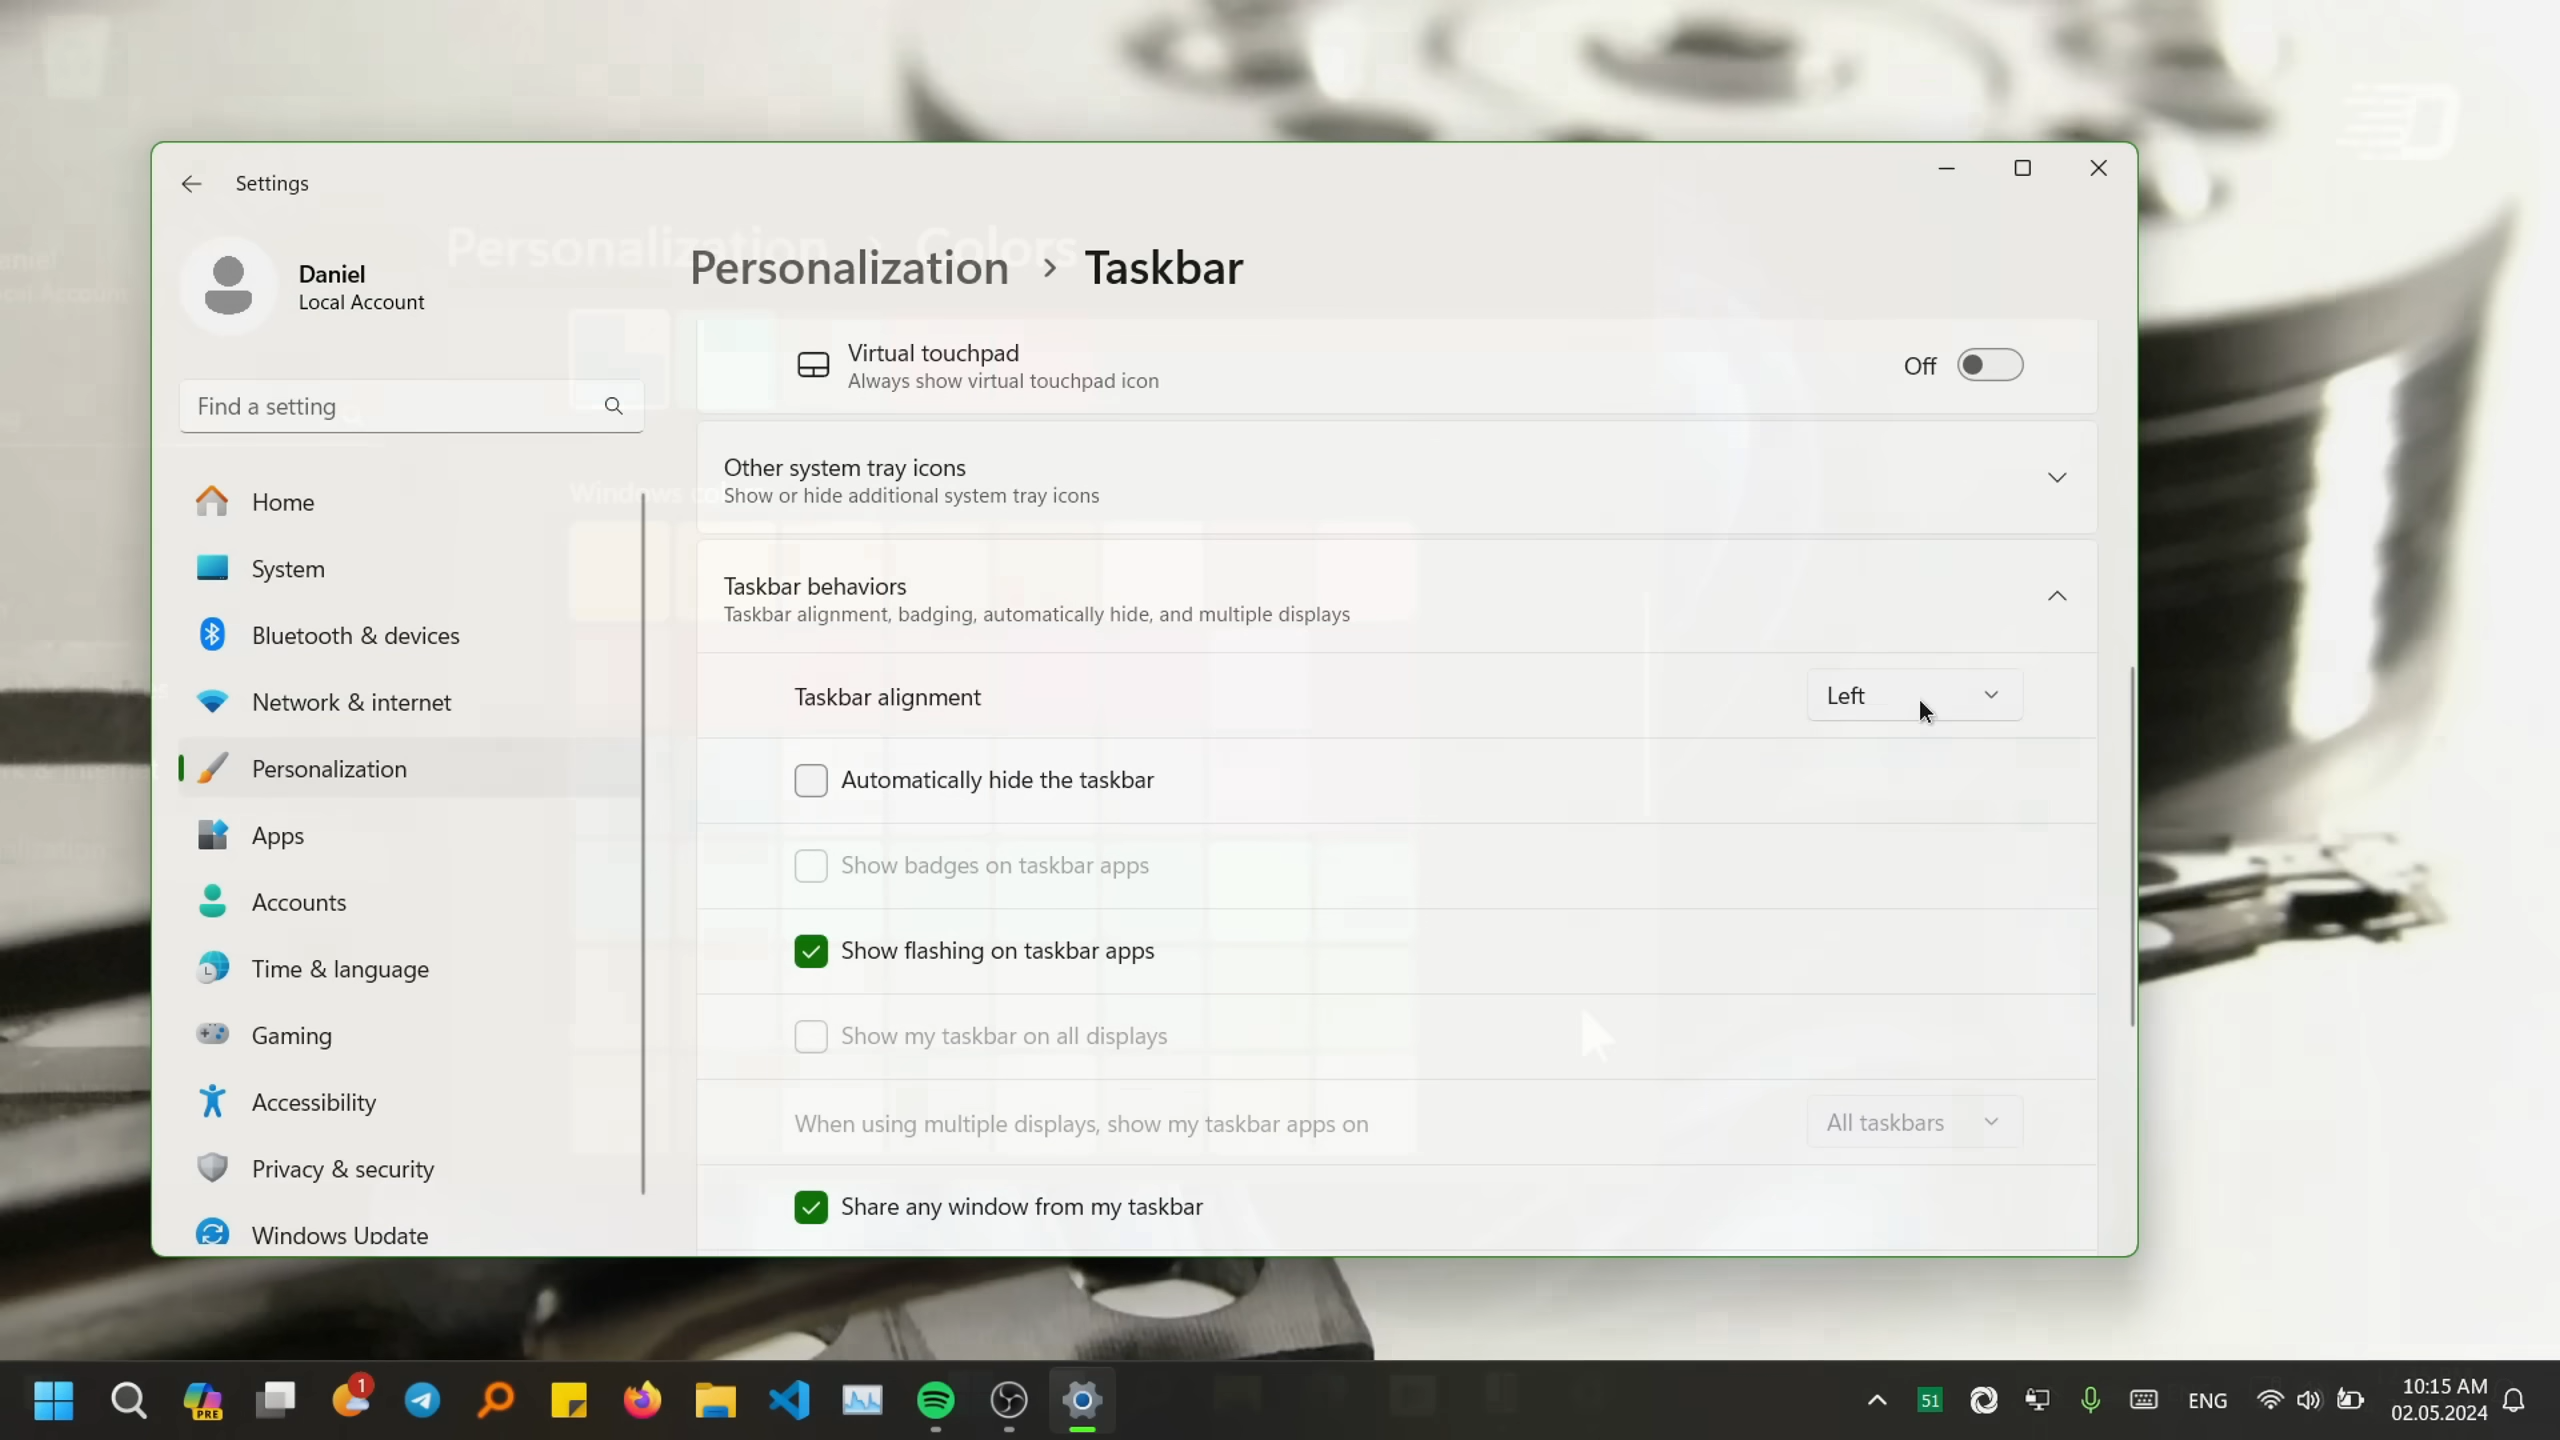 Settings
Daniel
Local Account
Find a setting
Home
System
Bluetooth & devices
Network & internet
Personalization
Apps
Accounts
Time & language
Gaming
Accessibility
Privacy & security
Windows Update
Personalization > Colors
Personalization > Taskbar
Virtual touchpad
Always show virtual touchpad icon
Off
Other system tray icons
Show or hide additional system tray icons
Taskbar behaviors
Taskbar alignment, badging, automatically hide, and multiple displays
Taskbar alignment
Left
Automatically hide the taskbar
Show badges on taskbar apps
Show flashing on taskbar apps
Show my taskbar on all displays
When using multiple displays, show my taskbar apps on
All taskbars
Share any window from my taskbar
PRE
1
51
ENG
10:15 AM
02.05.2024